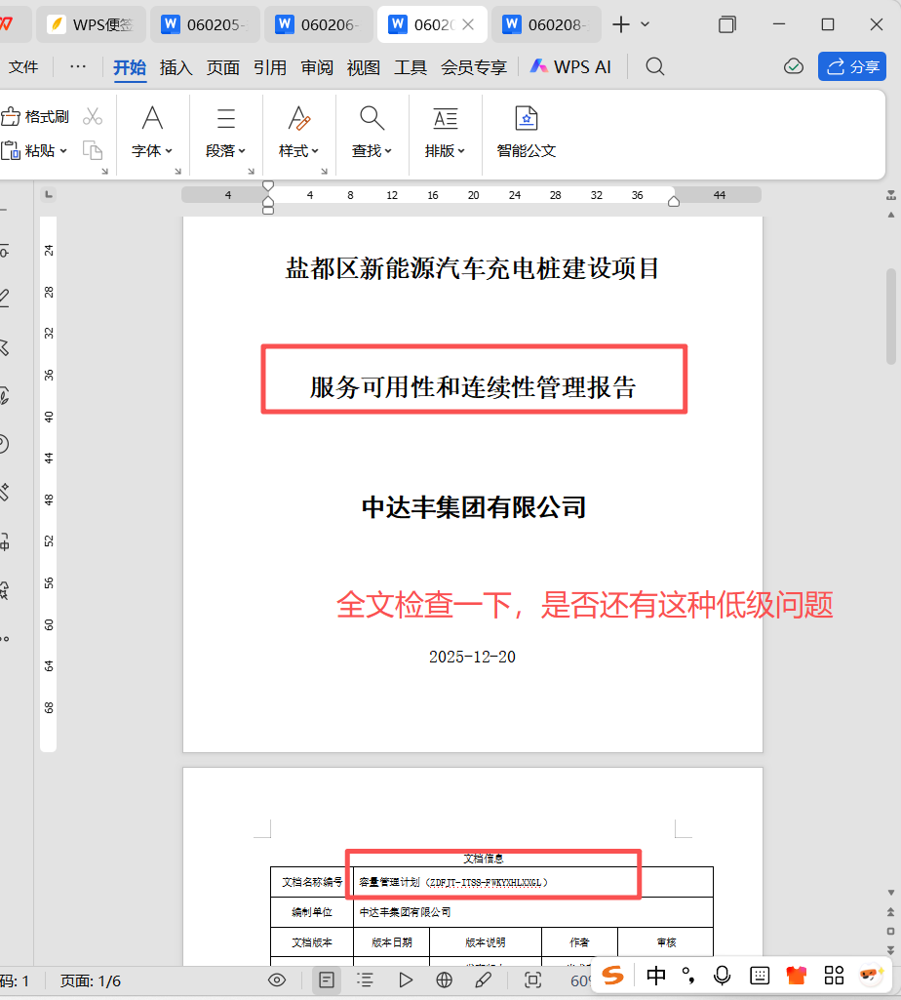 WPS便签
060205-
060206-
06020
060208-
文件
··· 开始 插入 页面 引用 审阅 视图 工具 会员专享 WPS AI
分享
格式刷
粘贴
字体
段落
样式
查找
排版
智能公文
L
4 4 8 12 16 20 24 28 32 36 44
24
28
32
36
40
44
48
52
56
60
64
68
盐都区新能源汽车充电桩建设项目
服务可用性和连续性管理报告
中达丰集团有限公司
全文检查一下，是否还有这种低级问题
2025-12-20
文档信息
文档名称编号 容量管理计划（ZDFJT-ITSS-FWKYXHLXXGL）
编制单位 中达丰集团有限公司
文档版本 版本日期 版本说明 作者 审核
码: 1 页面: 1/6
60
中